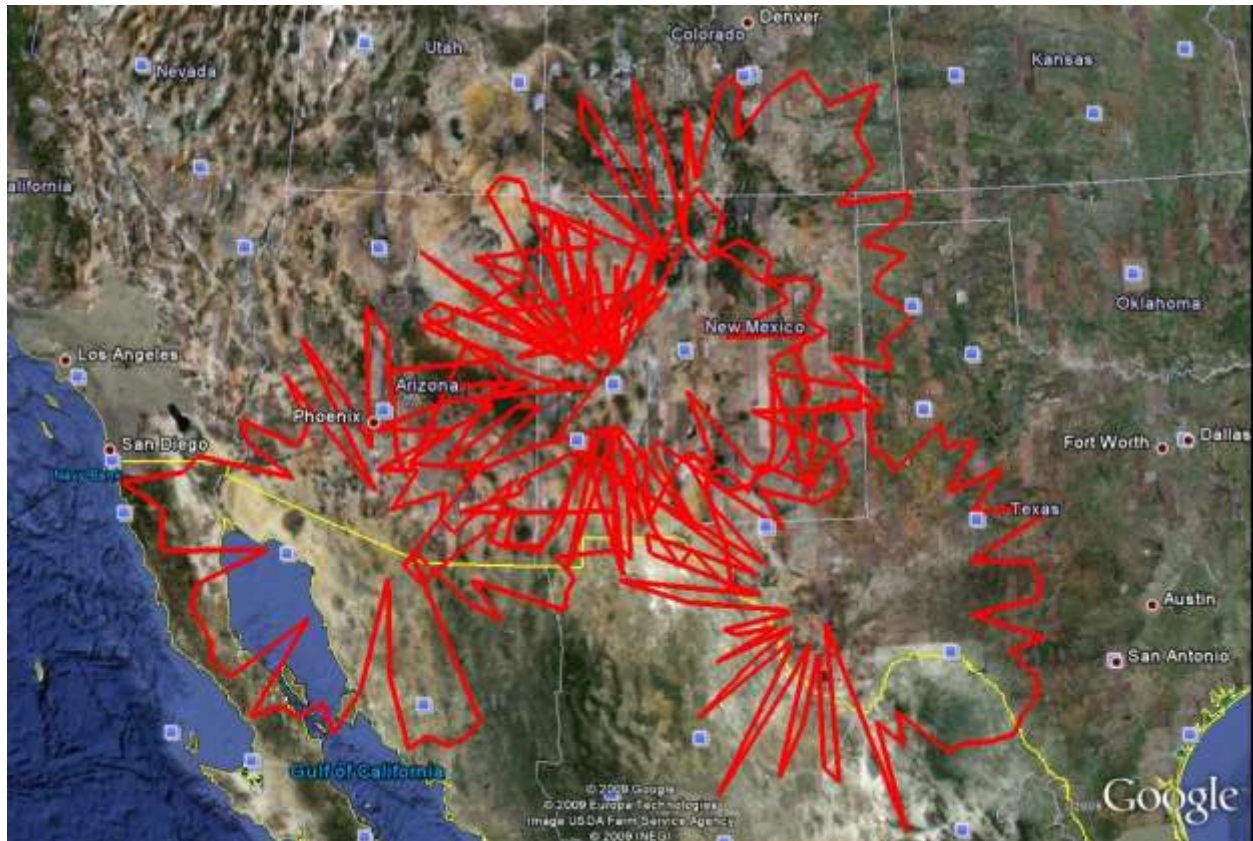 Denver
Colorado
Utah
Kansas
Nevada
alifornia
Oklahoma
New Mexico
Los Angeles
Arizona
Phoenix
San Diego
Fort Worth
Dallas
Texas
Austin
San Antonio
Gulf of California
© 2009 Google
© 2009 Europa Technologies
Image USDA Farm Service Agency
© 2009 INEGI
©2009 Google